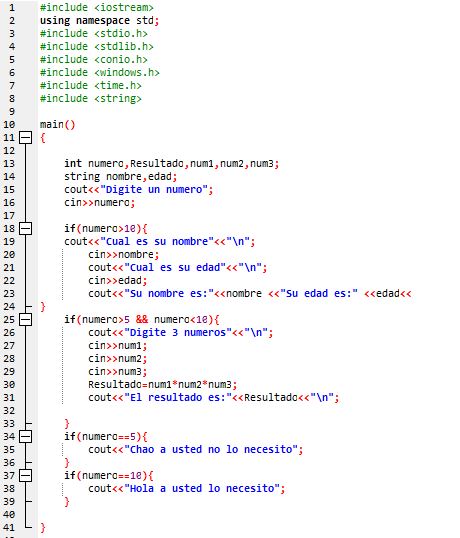 1 #include <iostream>
2 using namespace std;
3 #include <stdio.h>
4 #include <stdlib.h>
5 #include <conio.h>
6 #include <windows.h>
7 #include <time.h>
8 #include <string>
9
10 main()
11 {
12
13 int numero,Resultado,num1,num2,num3;
14 string nombre,edad;
15 cout<<"Digite un numero";
16 cin>>numero;
17
18 if(numero>10){
19 cout<<"Cual es su nombre"<<"\n";
20 cin>>nombre;
21 cout<<"Cual es su edad"<<"\n";
22 cin>>edad;
23 cout<<"Su nombre es:"<<nombre <<"Su edad es:" <<edad<<
24 }
25 if(numero>5 && numero<10){
26 cout<<"Digite 3 numeros"<<"\n";
27 cin>>num1;
28 cin>>num2;
29 cin>>num3;
30 Resultado=num1*num2*num3;
31 cout<<"El resultado es:"<<Resultado<<"\n";
32
33 }
34 if(numero==5){
35 cout<<"Chao a usted no lo necesito";
36 }
37 if(numero==10){
38 cout<<"Hola a usted lo necesito";
39 }
40
41 }